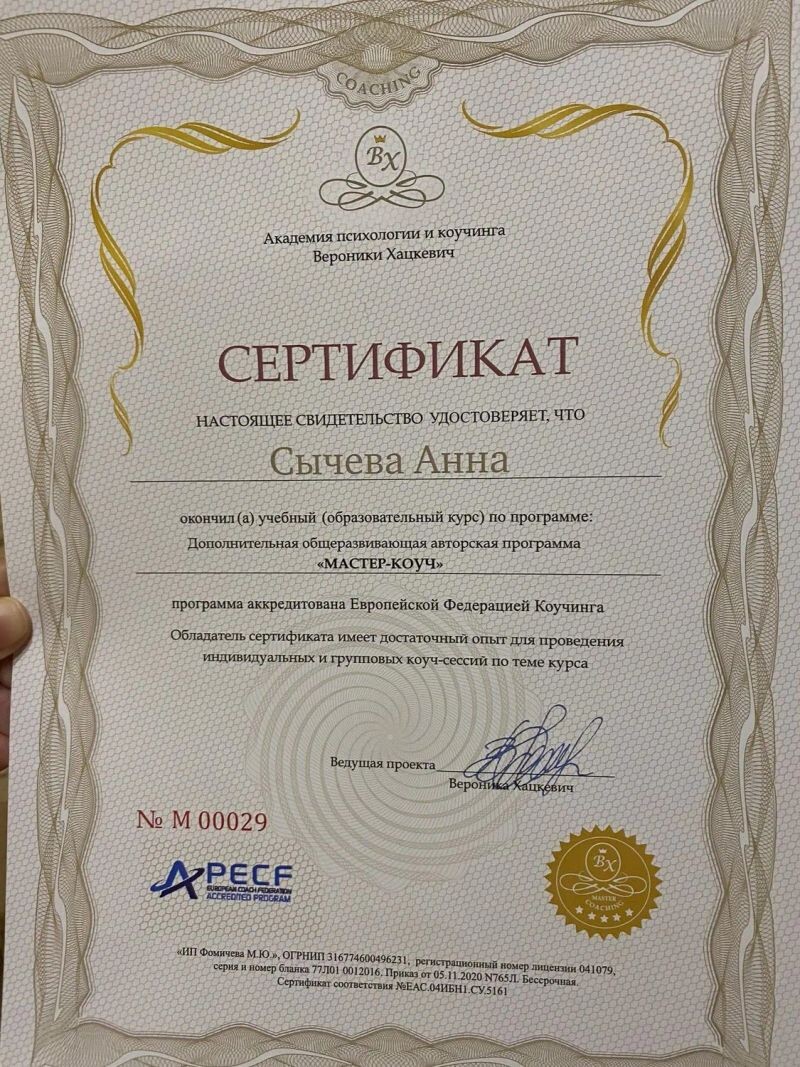 COACHING
ВХ
Академия психологии и коучинга
Вероники Хацкевич
СЕРТИФИКАТ
НАСТОЯЩЕЕ СВИДЕТЕЛЬСТВО УДОСТОВЕРЯЕТ, ЧТО
Сычева Анна
окончил(а) учебный (образовательный курс) по программе:
Дополнительная общеразвивающая авторская программа
«МАСТЕР-КОУЧ»
программа аккредитована Европейской Федерацией Коучинга
Обладатель сертификата имеет достаточный опыт для проведения
индивидуальных и групповых коуч-сессий по теме курса
Ведущая проекта
Вероника Хацкевич
№ М 00029
APECF
EUROPEAN COACH FEDERATION
ACCREDITED PROGRAM
ВХ
MASTER
COACHING
«ИП Фомичева М.Ю.», ОГРНИП 316774600496231, регистрационный номер лицензии 041079,
серия и номер бланка 77Л01 0012016. Приказ от 05.11.2020 N765Л. Бессрочная.
Сертификат соответствия №ЕАС.04ИБН1.СУ.5161